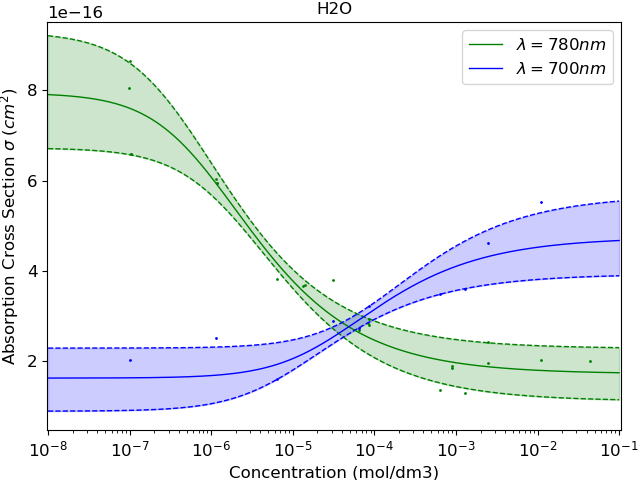 H2O
1e−16
λ = 780nm
λ = 700nm
8
6
4
2
Absorption Cross Section σ (cm²)
10⁻⁸ 10⁻⁷ 10⁻⁶ 10⁻⁵ 10⁻⁴ 10⁻³ 10⁻² 10⁻¹
Concentration (mol/dm3)